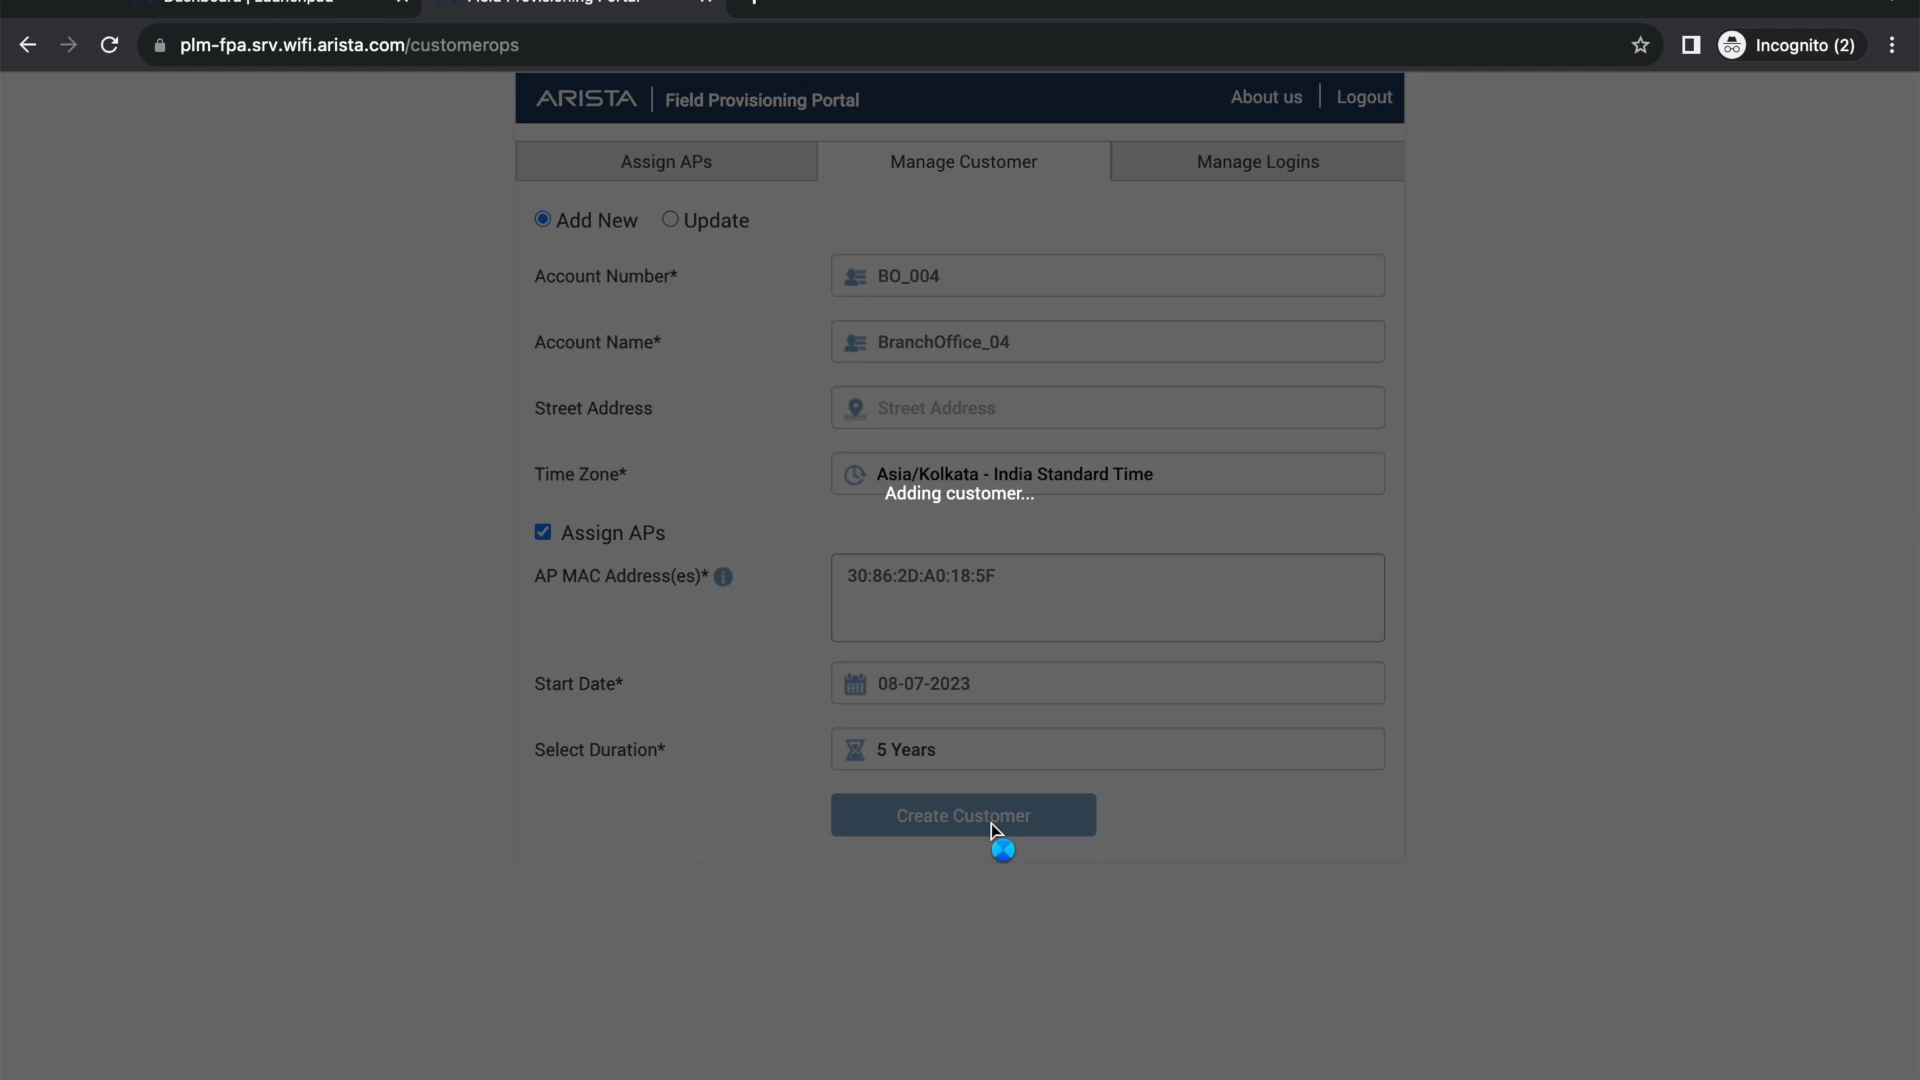 plm-fpa.srv.wifi.arista.com/customerops
Incognito (2)
ARISTA | Field Provisioning Portal
About us | Logout
Assign APs
Manage Customer
Manage Logins
Add New
Update
Account Number*
BO_004
Account Name*
BranchOffice_04
Street Address
Street Address
Time Zone*
Asia/Kolkata - India Standard Time
Adding customer...
Assign APs
AP MAC Address(es)*
30:86:2D:A0:18:5F
Start Date*
08-07-2023
Select Duration*
5 Years
Create Customer